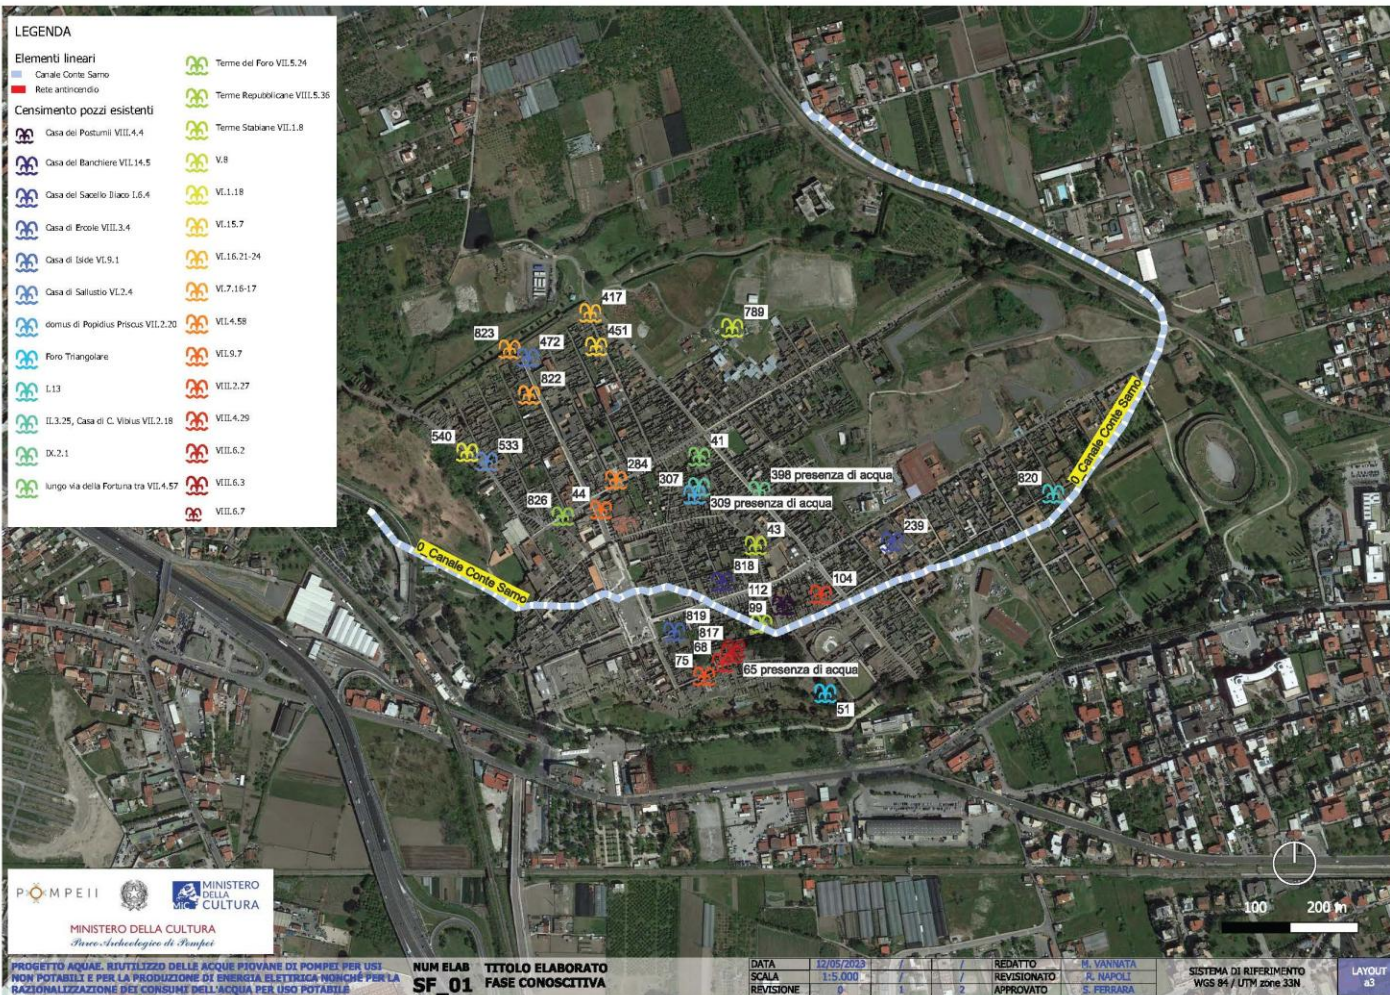 LEGENDA
Elementi lineari
Canale Conte Sarno
Rete antincendio
Censimento pozzi esistenti
Casa dei Postumii VIII.4.4
Casa del Banchiere VII.14.5
Casa del Sacello Iliaco I.6.4
Casa di Ercole VIII.3.4
Casa di Iside VI.9.1
Casa di Sallustio VI.2.4
domus di Popidius Priscus VII.2.20
Foro Triangolare
I.13
II.3.25, Casa di C. Vibius VII.2.18
IX.2.1
lungo via della Fortuna tra VII.4.57
Terme del Foro VII.5.24
Terme Repubblicane VIII.5.36
Terme Stabiane VII.1.8
V.8
VI.1.18
VI.15.7
VI.16.21-24
VI.7.16-17
VII.4.58
VII.9.7
VIII.2.27
VIII.4.29
VIII.6.2
VIII.6.3
VIII.6.7
417
451
789
823
472
822
540
533
41
284
307
398 presenza di acqua
309 presenza di acqua
820
0_Canale Conte Sarno
826
44
43
239
818
112
104
99
0_Canale Conte Sarno
819
817
68
75
65 presenza di acqua
51
100 200 m
POMPEII
MiC
MINISTERO
DELLA
CULTURA
MINISTERO DELLA CULTURA
Parco Archeologico di Pompei
PROGETTO AQUAE. RIUTILIZZO DELLE ACQUE PIOVANE DI POMPEI PER USI
NON POTABILI E PER LA PRODUZIONE DI ENERGIA ELETTRICA NONCHÉ PER LA
RAZIONALIZZAZIONE DEI CONSUMI DELL'ACQUA PER USO POTABILE
NUM ELAB
SF_01
TITOLO ELABORATO
FASE CONOSCITIVA
DATA 12/05/2023 / /
SCALA 1:5.000 / /
REVISIONE 0 1 2
REDATTO M. VANNATA
REVISIONATO R. NAPOLI
APPROVATO S. FERRARA
SISTEMA DI RIFERIMENTO
WGS 84 / UTM zone 33N
LAYOUT
a3